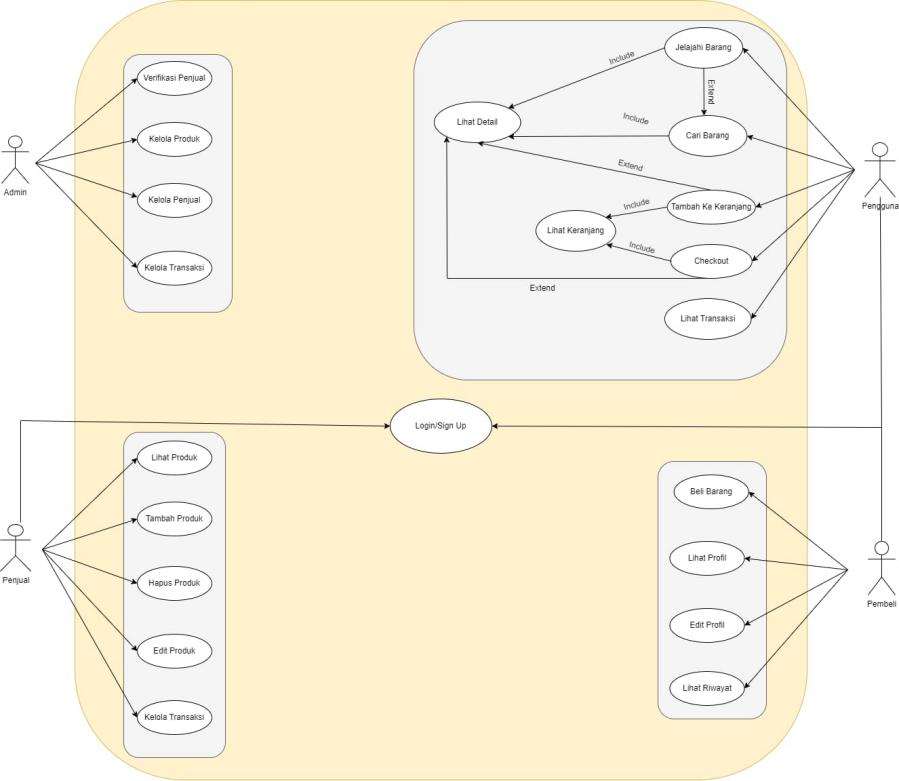 Verifikasi Penjual
Kelola Produk
Kelola Penjual
Kelola Transaksi
Admin
Jelajahi Barang
Include
Extend
Lihat Detail
Include
Cari Barang
Extend
Tambah Ke Keranjang
Include
Lihat Keranjang
Include
Checkout
Extend
Lihat Transaksi
Pengguna
Login/Sign Up
Lihat Produk
Tambah Produk
Hapus Produk
Edit Produk
Kelola Transaksi
Penjual
Beli Barang
Lihat Profil
Edit Profil
Lihat Riwayat
Pembeli